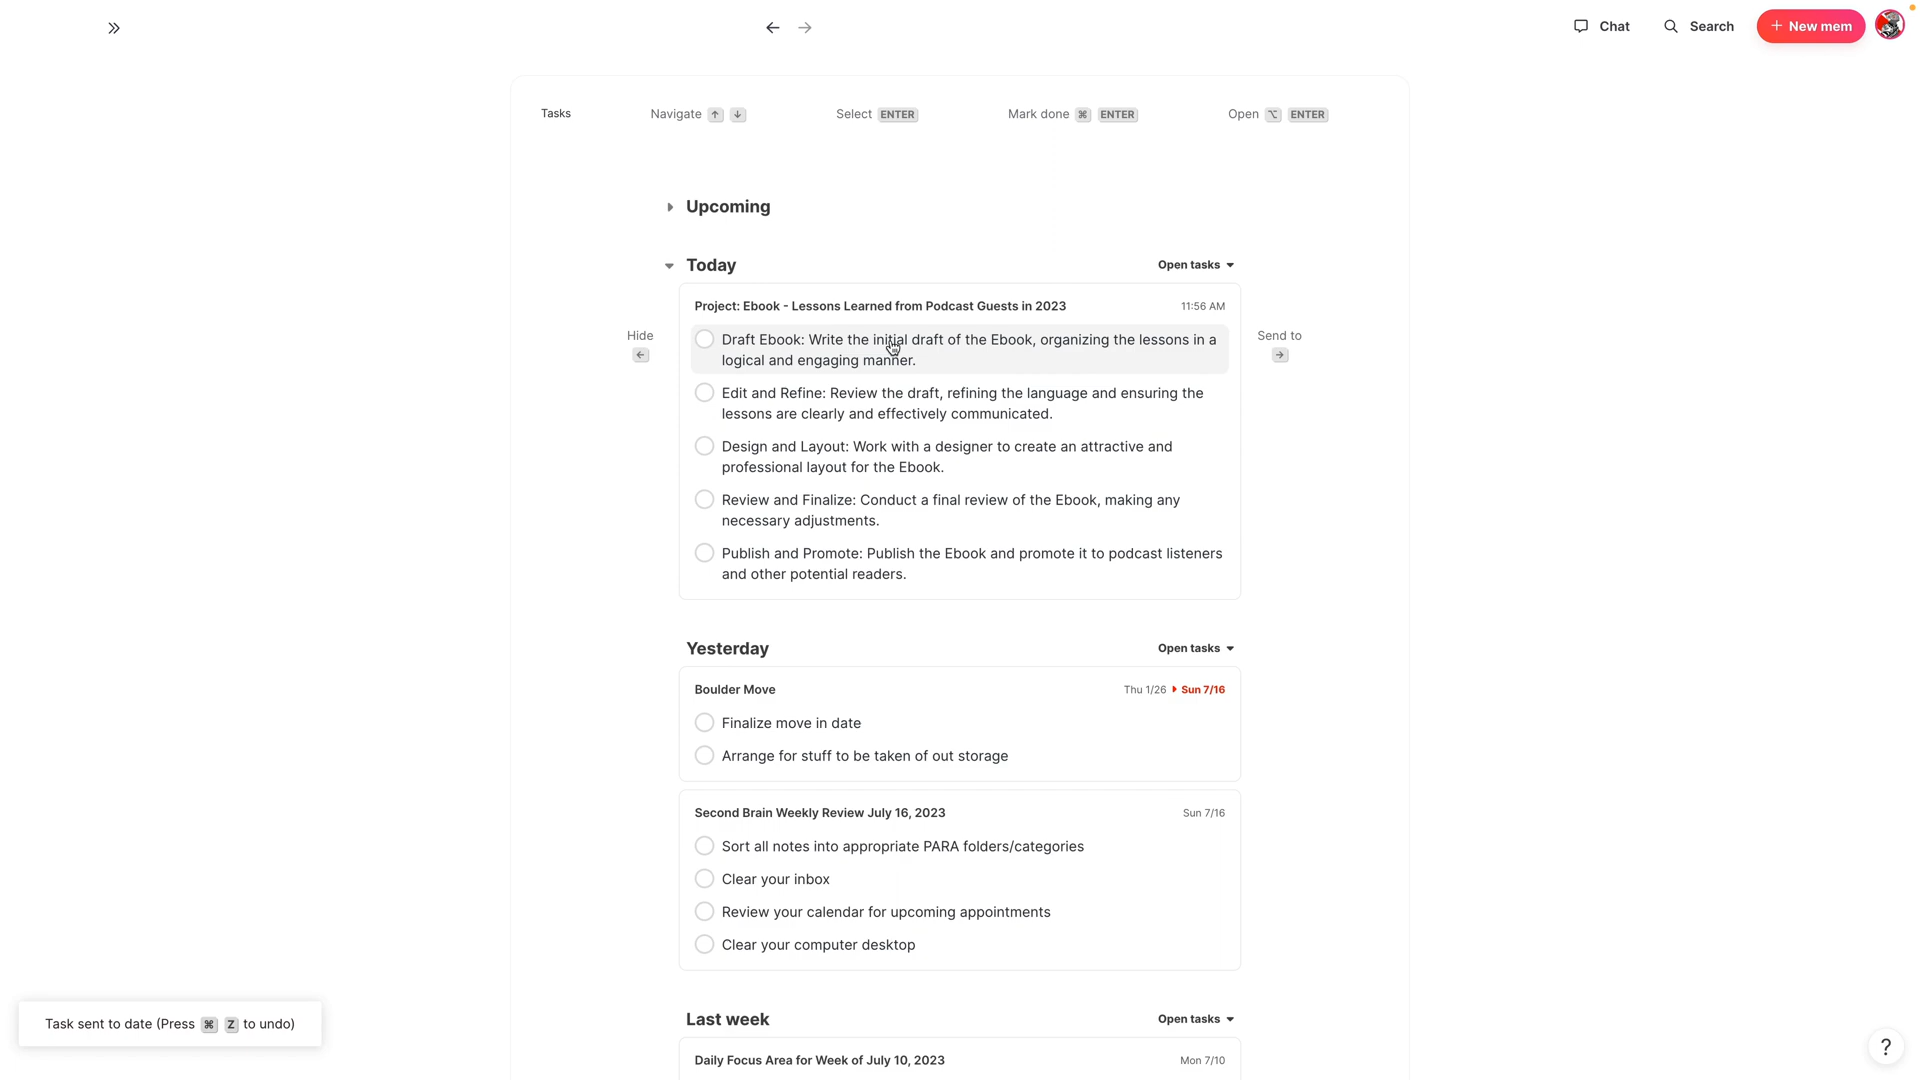 Chat
Search
+ New mem
Tasks
Navigate ↑ ↓
Select ENTER
Mark done ⌘ ENTER
Open ⌥ ENTER
Upcoming
Today
Open tasks
Project: Ebook - Lessons Learned from Podcast Guests in 2023
11:56 AM
Hide
←
Draft Ebook: Write the initial draft of the Ebook, organizing the lessons in a
logical and engaging manner.
Send to
→
Edit and Refine: Review the draft, refining the language and ensuring the
lessons are clearly and effectively communicated.
Design and Layout: Work with a designer to create an attractive and
professional layout for the Ebook.
Review and Finalize: Conduct a final review of the Ebook, making any
necessary adjustments.
Publish and Promote: Publish the Ebook and promote it to podcast listeners
and other potential readers.
Yesterday
Open tasks
Boulder Move
Thu 1/26 Sun 7/16
Finalize move in date
Arrange for stuff to be taken of out storage
Second Brain Weekly Review July 16, 2023
Sun 7/16
Sort all notes into appropriate PARA folders/categories
Clear your inbox
Review your calendar for upcoming appointments
Clear your computer desktop
Last week
Open tasks
Daily Focus Area for Week of July 10, 2023
Mon 7/10
Task sent to date (Press ⌘ Z to undo)
?